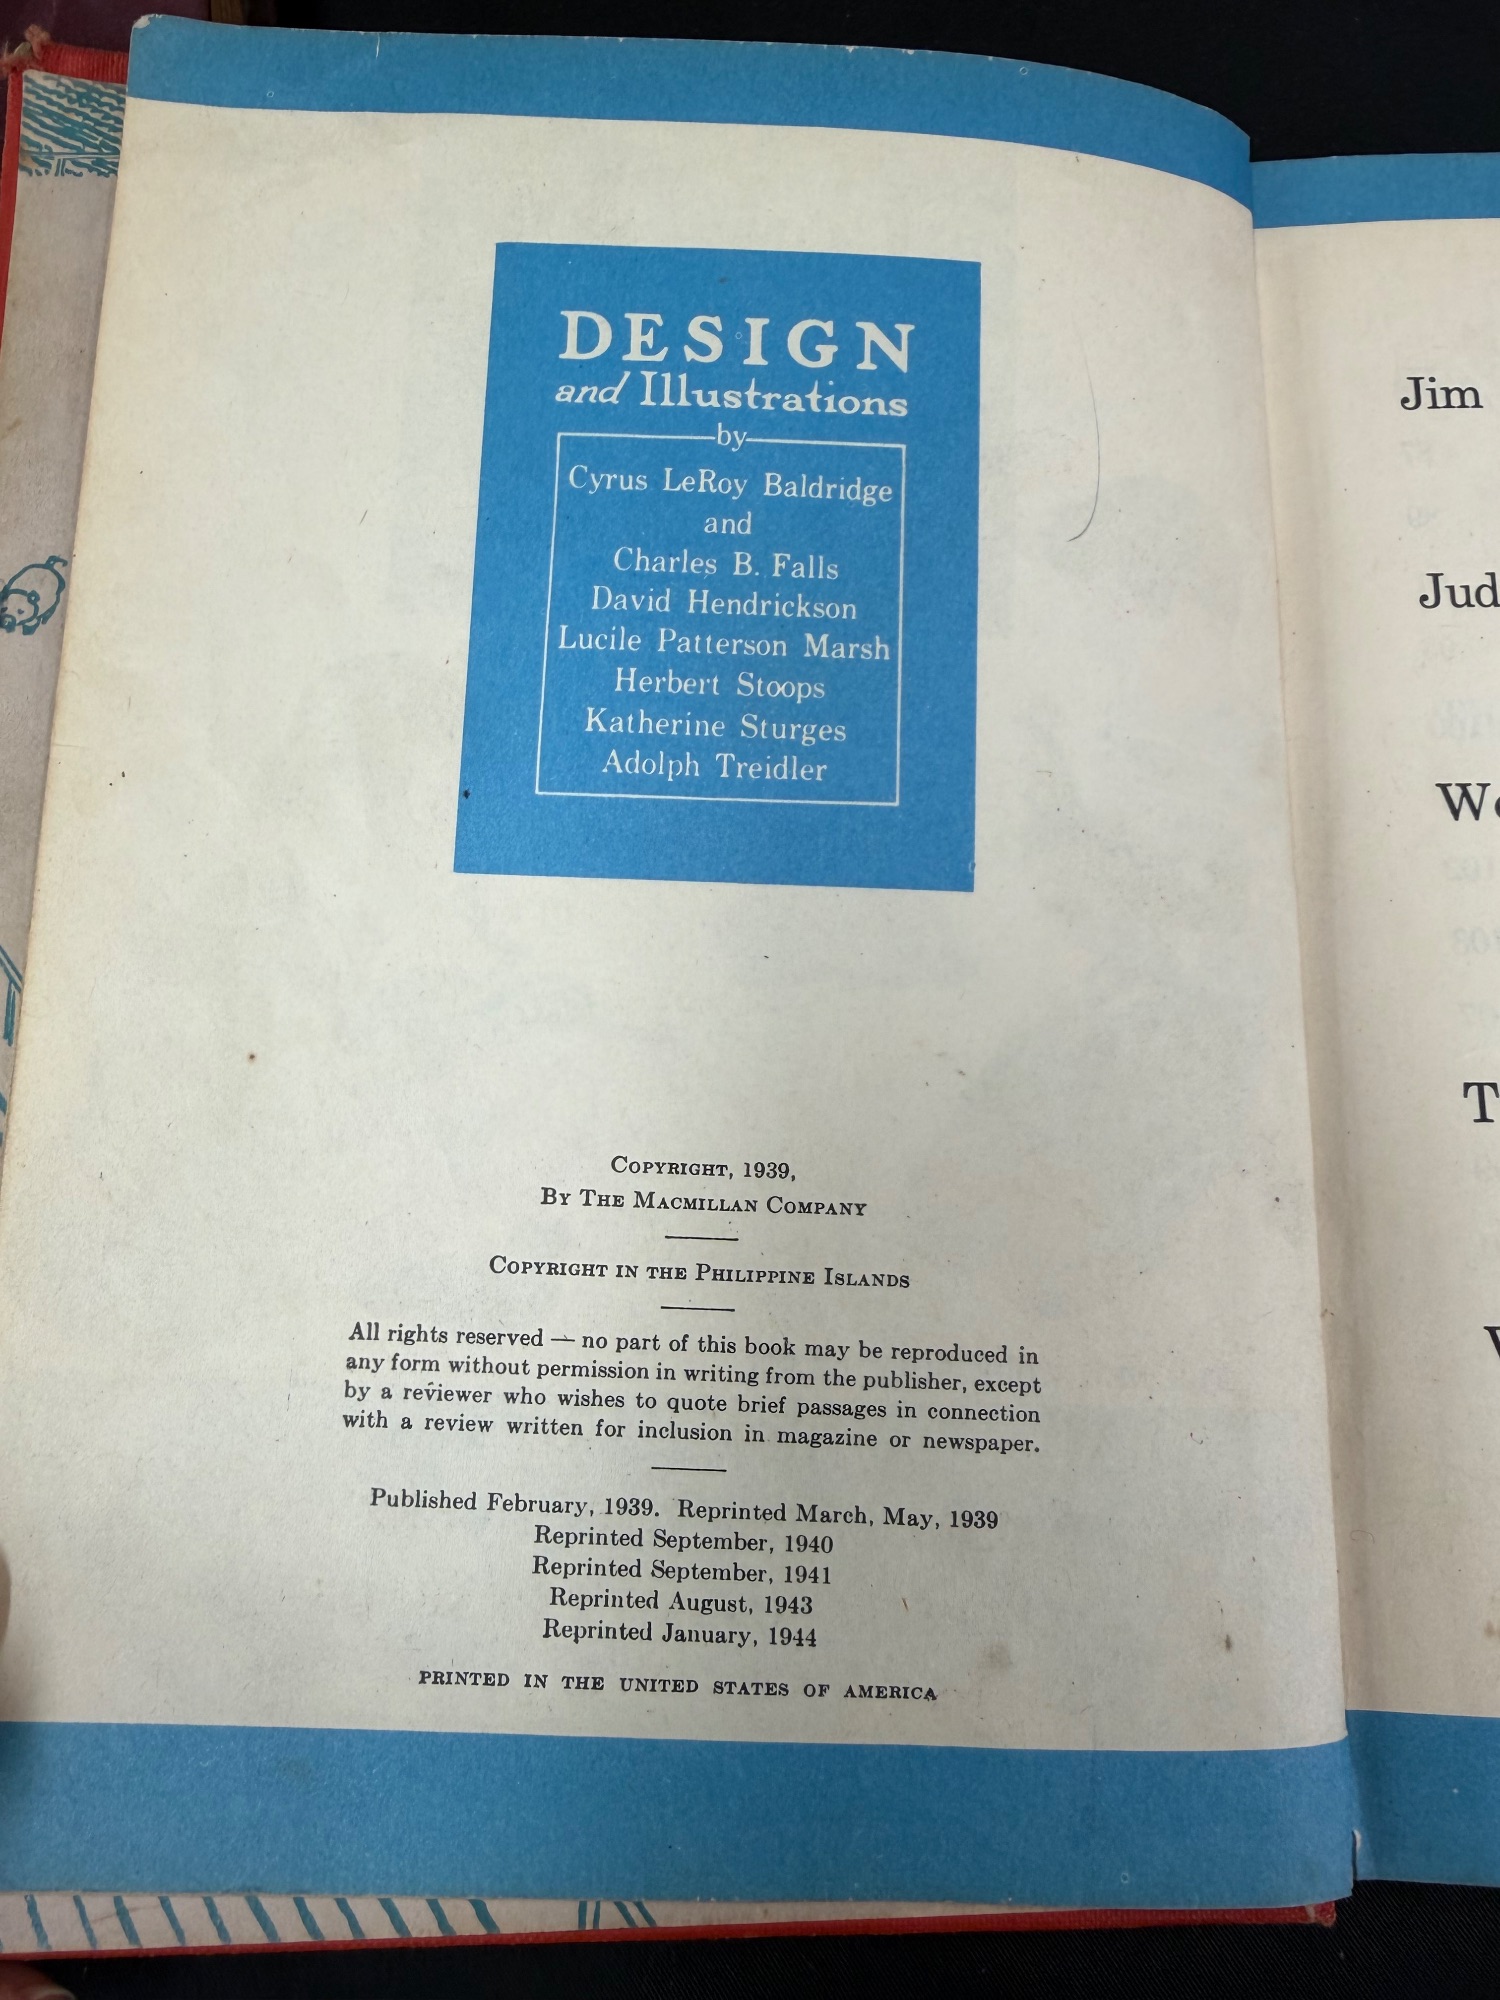 DESIGN
and Illustrations
by
Cyrus LeRoy Baldridge
and
Charles B. Falls
David Hendrickson
Lucile Patterson Marsh
Herbert Stoops
Katherine Sturges
Adolph Treidler
COPYRIGHT, 1939,
BY THE MACMILLAN COMPANY
COPYRIGHT IN THE PHILIPPINE ISLANDS
All rights reserved — no part of this book may be reproduced in
any form without permission in writing from the publisher, except
by a reviewer who wishes to quote brief passages in connection
with a review written for inclusion in magazine or newspaper.
Published February, 1939. Reprinted March, May, 1939
Reprinted September, 1940
Reprinted September, 1941
Reprinted August, 1943
Reprinted January, 1944
PRINTED IN THE UNITED STATES OF AMERICA
Jim